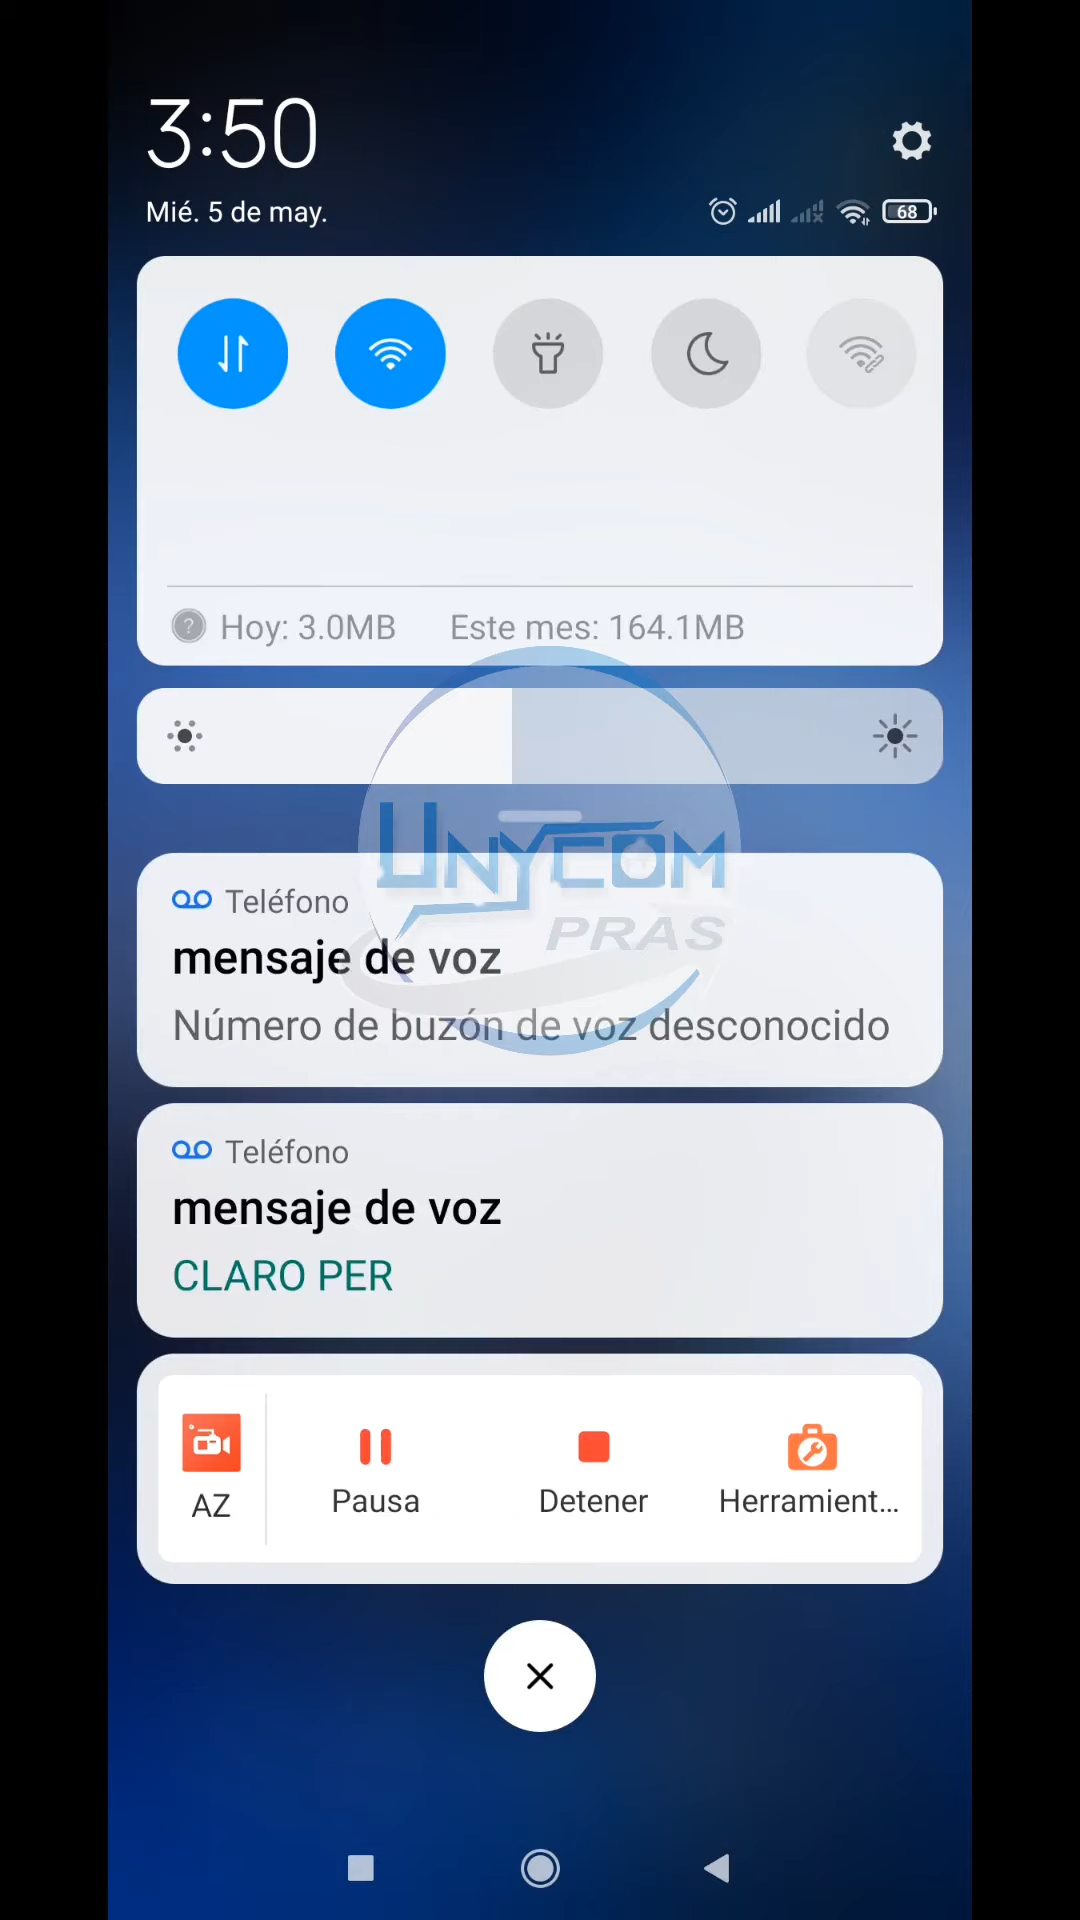 3:50
Mié. 5 de may.
68
Hoy: 3.0MB Este mes: 164.1MB
UNYCOM
PRAS
Teléfono
mensaje de voz
Número de buzón de voz desconocido
Teléfono
mensaje de voz
CLARO PER
AZ
Pausa
Detener
Herramient...